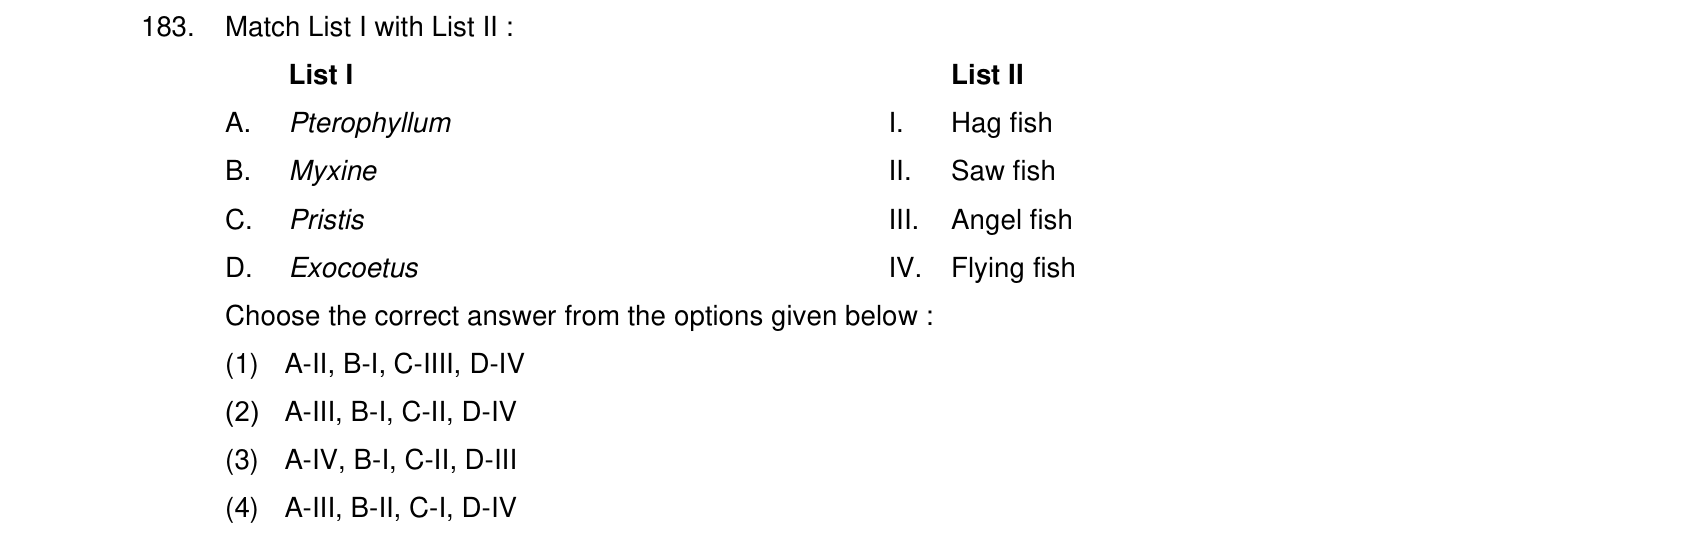 183. Match List I with List II :
List I List II
A. Pterophyllum I. Hag fish
B. Myxine II. Saw fish
C. Pristis III. Angel fish
D. Exocoetus IV. Flying fish
Choose the correct answer from the options given below :
(1) A-II, B-I, C-IIII, D-IV
(2) A-III, B-I, C-II, D-IV
(3) A-IV, B-I, C-II, D-III
(4) A-III, B-II, C-I, D-IV